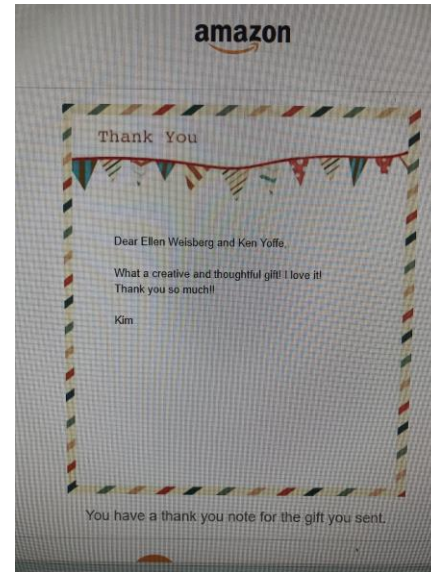 amazon
Thank You
Dear Ellen Weisberg and Ken Yoffe,
What a creative and thoughtful gift! I love it!
Thank you so much!!
Kim
You have a thank you note for the gift you sent.